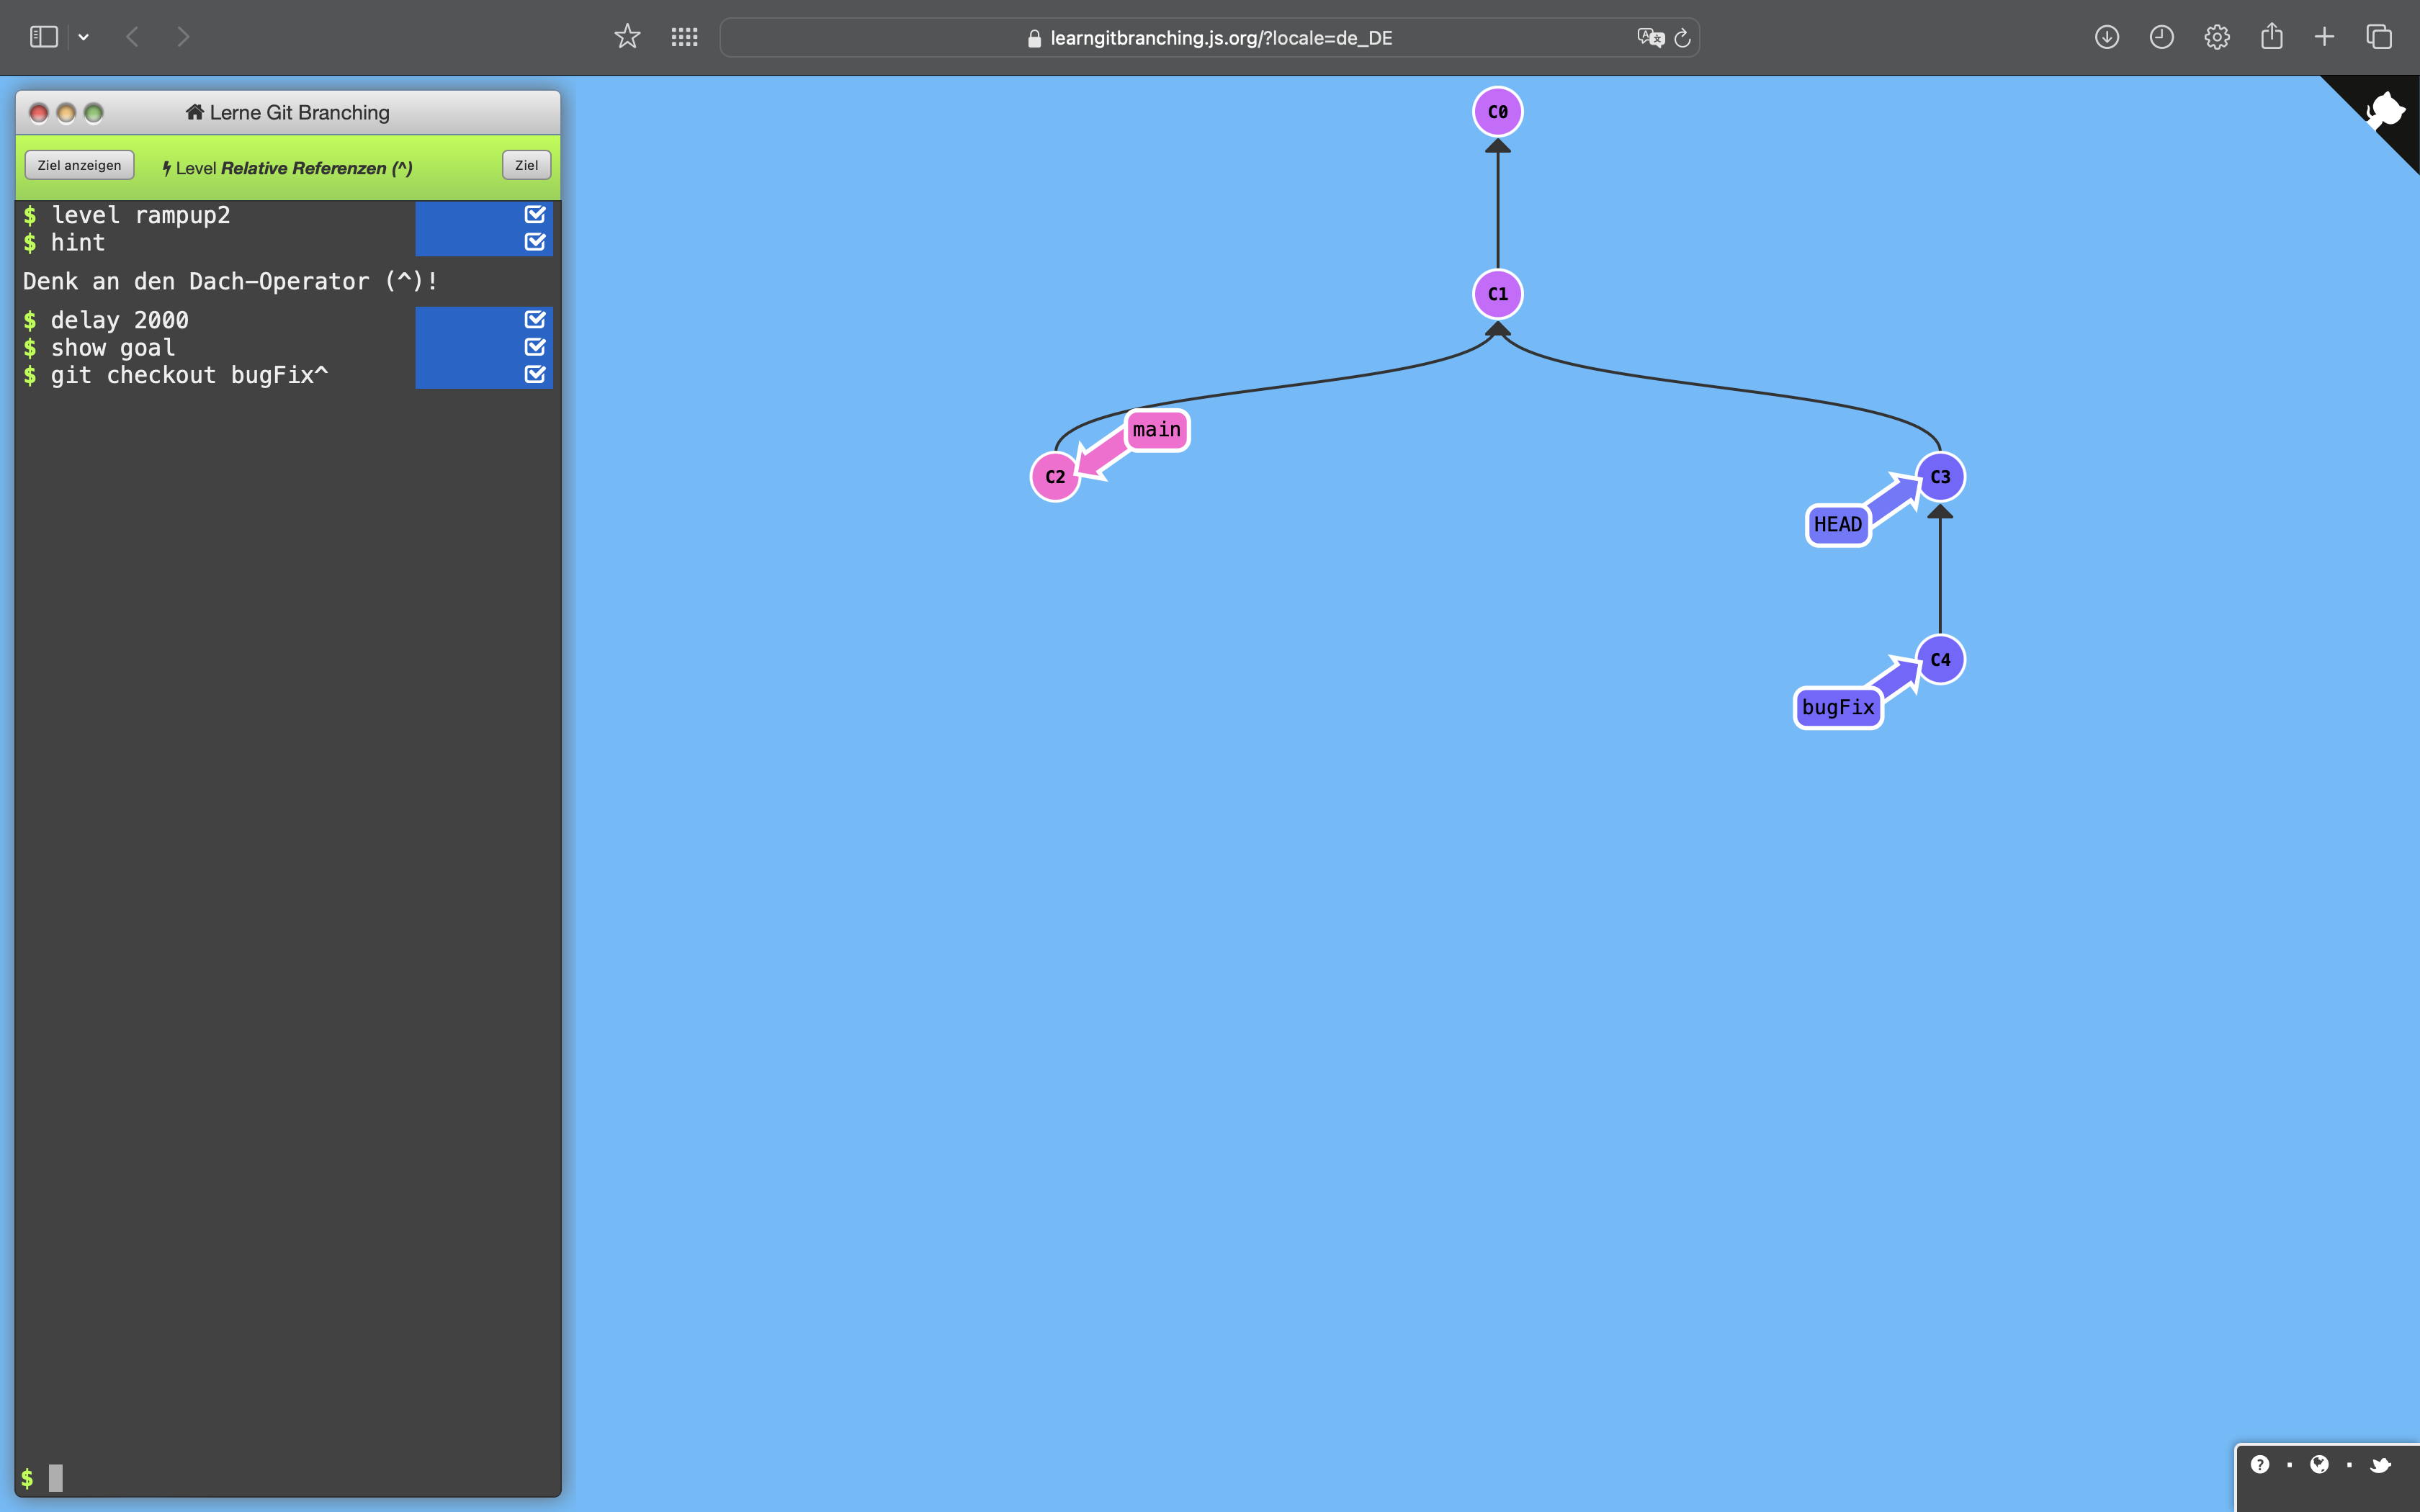 learngitbranching.js.org/?locale=de_DE
Lerne Git Branching
Ziel anzeigen
Level Relative Referenzen (^)
Ziel
$ level rampup2
$ hint
Denk an den Dach-Operator (^)!
$ delay 2000
$ show goal
$ git checkout bugFix^
$
C0
C1
main
C2
C3
HEAD
C4
bugFix